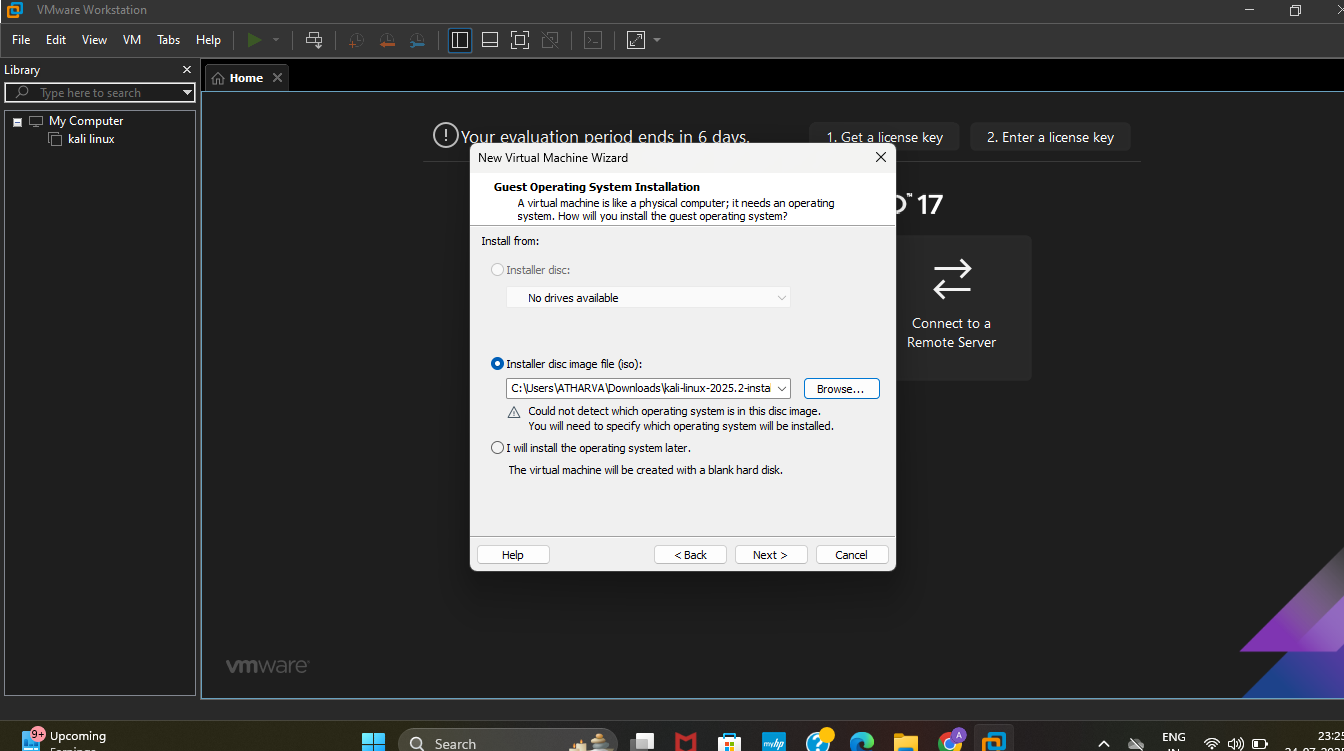 VMware Workstation
File Edit View VM Tabs Help
Library
Type here to search
My Computer
kali linux
Home
Your evaluation period ends in 6 days.
1. Get a license key
2. Enter a license key
™ 17
Connect to a
Remote Server
New Virtual Machine Wizard
Guest Operating System Installation
A virtual machine is like a physical computer; it needs an operating
system. How will you install the guest operating system?
Install from:
Installer disc:
No drives available
Installer disc image file (iso):
C:\Users\ATHARVA\Downloads\kali-linux-2025.2-insta
Browse...
Could not detect which operating system is in this disc image.
You will need to specify which operating system will be installed.
I will install the operating system later.
The virtual machine will be created with a blank hard disk.
Help
< Back
Next >
Cancel
vmware
9+
Upcoming
Search
myhp
A
ENG